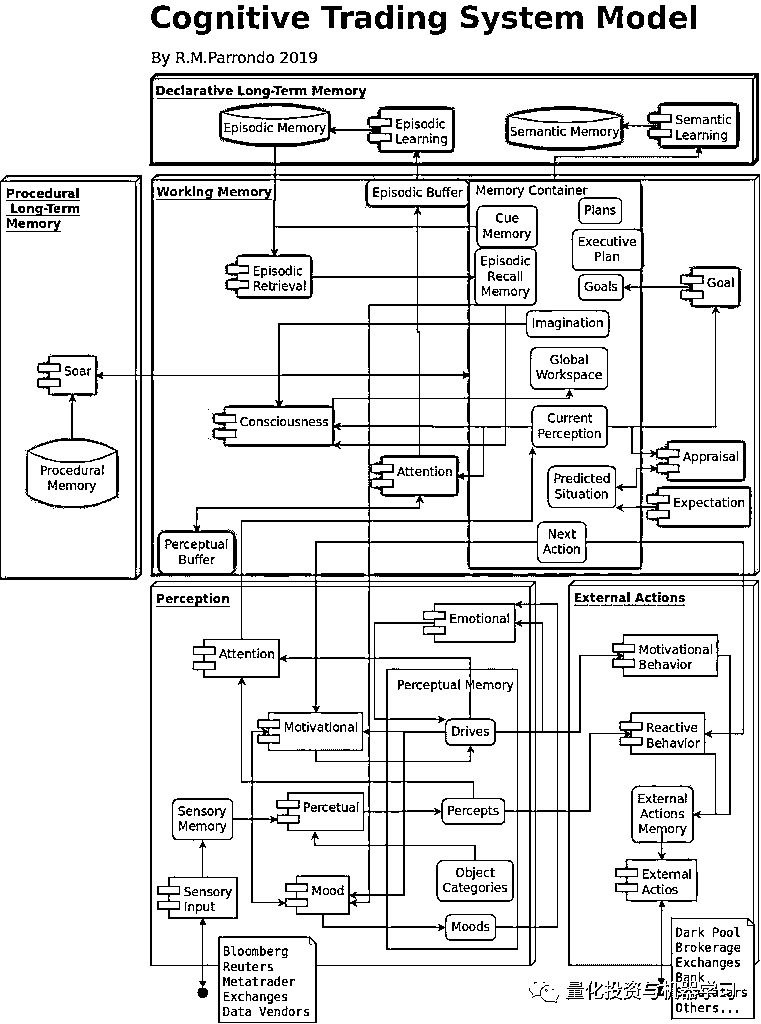 Cognitive Trading System Model
By R.M.Parrondo 2019
Declarative Long-Term Memory
Episodic Memory
Episodic
Learning
Semantic Memory
Semantic
Learning
Procedural
Long-Term
Memory
Soar
Procedural
Memory
Working Memory
Episodic Buffer
Memory Container
Cue
Memory
Plans
Executive
Plan
Episodic
Retrieval
Episodic
Recall
Memory
Goals
Goal
Imagination
Global
Workspace
Consciousness
Current
Perception
Attention
Appraisal
Predicted
Situation
Expectation
Perceptual
Buffer
Next
Action
Perception
Emotional
Attention
Perceptual Memory
Motivational
Drives
Sensory
Memory
Percetual
Percepts
Object
Categories
Sensory
Input
Mood
Moods
Bloomberg
Reuters
Metatrader
Exchanges
Data Vendors
External Actions
Motivational
Behavior
Reactive
Behavior
External
Actions
Memory
External
Actios
Dark Pool
Brokerage
Exchanges
Bank
Others...
量化投资与机器学习